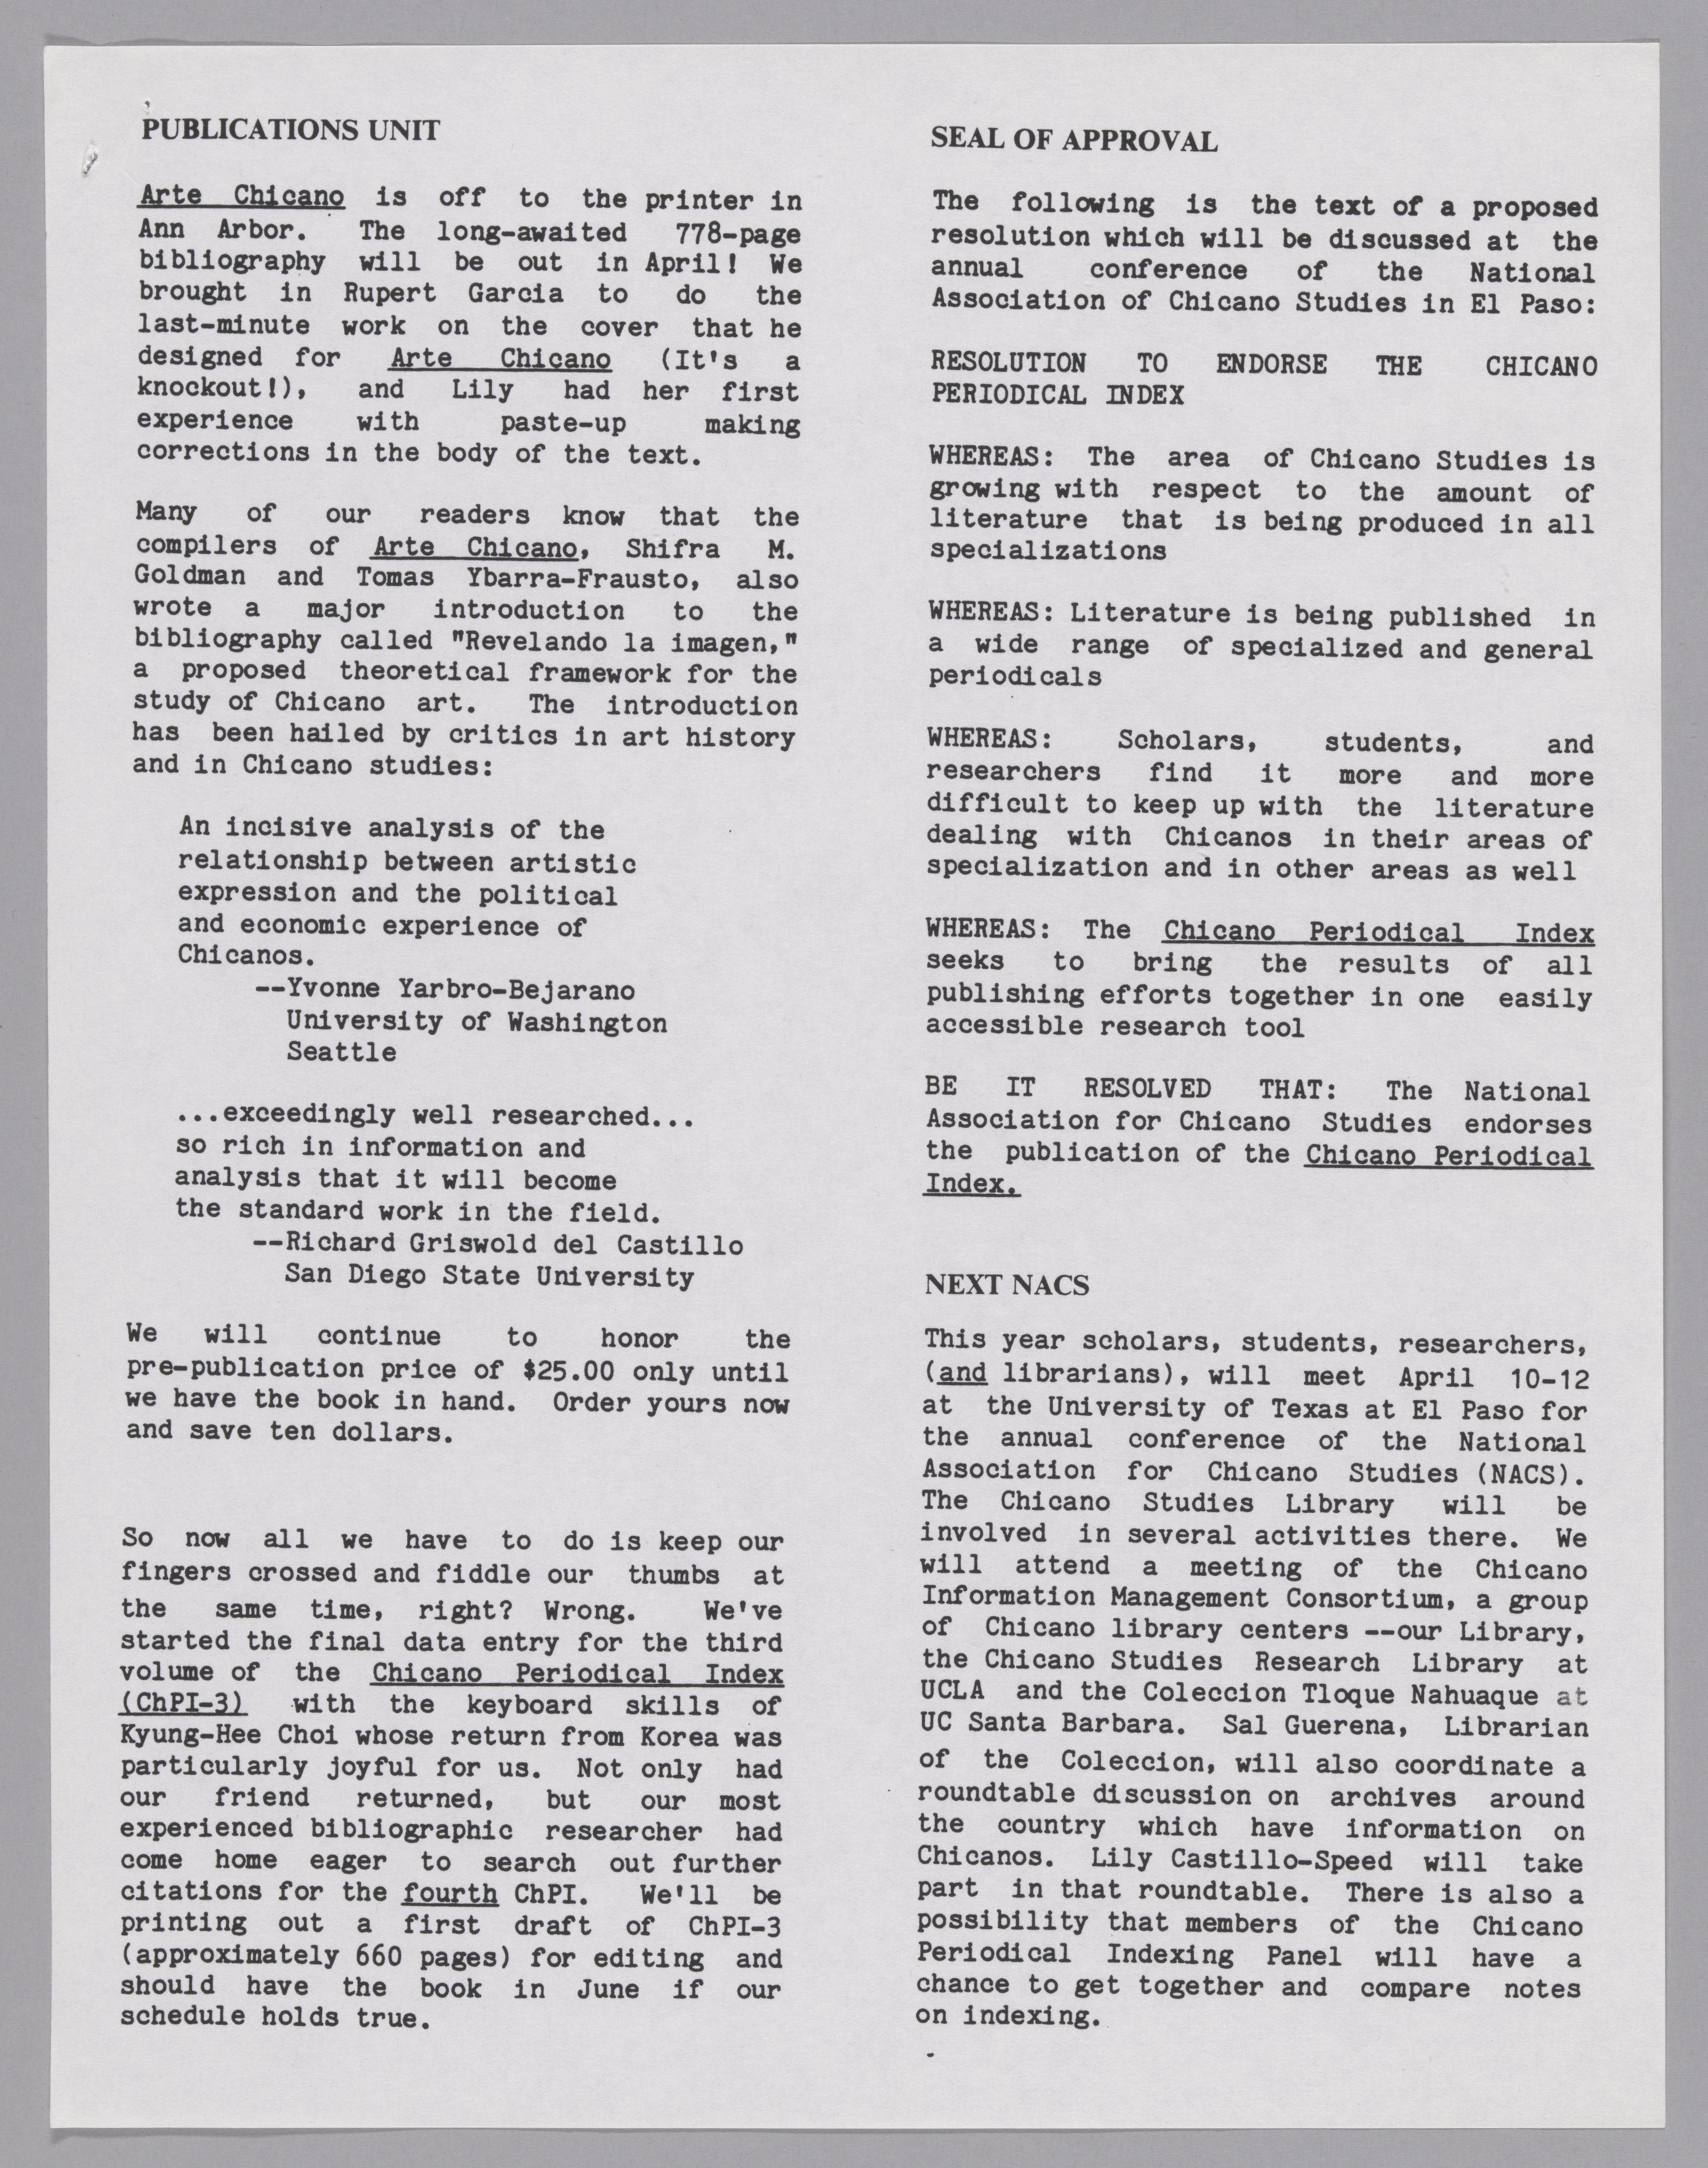 PUBLICATIONS UNIT
Arte Chicano is off to the printer in
Ann Arbor. The long-awaited 778-page
bibliography will be out in April! We
brought in Rupert Garcia to do the
last-minute work on the cover that he
designed for Arte Chicano (It's a
knockout!), and Lily had her first
experience with paste-up making
corrections in the body of the text.
Many of our readers know that the
compilers of Arte Chicano, Shifra M.
Goldman and Tomas Ybarra-Frausto, also
wrote a major introduction to the
bibliography called "Revelando la imagen,"
a proposed theoretical framework for the
study of Chicano art. The introduction
has been hailed by critics in art history
and in Chicano studies:
An incisive analysis of the
relationship between artistic
expression and the political
and economic experience of
Chicanos.
--Yvonne Yarbro-Bejarano
University of Washington
Seattle
...exceedingly well researched...
so rich in information and
analysis that it will become
the standard work in the field.
--Richard Griswold del Castillo
San Diego State University
We will continue to honor the
pre-publication price of $25.00 only until
we have the book in hand. Order yours now
and save ten dollars.
So now all we have to do is keep our
fingers crossed and fiddle our thumbs at
the same time, right? Wrong. We've
started the final data entry for the third
volume of the Chicano Periodical Index
(ChPI-3) with the keyboard skills of
Kyung-Hee Choi whose return from Korea was
particularly joyful for us. Not only had
our friend returned, but our most
experienced bibliographic researcher had
come home eager to search out further
citations for the fourth ChPI. We'll be
printing out a first draft of ChPI-3
(approximately 660 pages) for editing and
should have the book in June if our
schedule holds true.
SEAL OF APPROVAL
The following is the text of a proposed
resolution which will be discussed at the
annual conference of the National
Association of Chicano Studies in El Paso:
RESOLUTION TO ENDORSE THE CHICANO
PERIODICAL INDEX
WHEREAS: The area of Chicano Studies is
growing with respect to the amount of
literature that is being produced in all
specializations
WHEREAS: Literature is being published in
a wide range of specialized and general
periodicals
WHEREAS: Scholars, students, and
researchers find it more and more
difficult to keep up with the literature
dealing with Chicanos in their areas of
specialization and in other areas as well
WHEREAS: The Chicano Periodical Index
seeks to bring the results of all
publishing efforts together in one easily
accessible research tool
BE IT RESOLVED THAT: The National
Association for Chicano Studies endorses
the publication of the Chicano Periodical
Index.
NEXT NACS
This year scholars, students, researchers,
(and librarians), will meet April 10-12
at the University of Texas at El Paso for
the annual conference of the National
Association for Chicano Studies (NACS).
The Chicano Studies Library will be
involved in several activities there. We
will attend a meeting of the Chicano
Information Management Consortium, a group
of Chicano library centers --our Library,
the Chicano Studies Research Library at
UCLA and the Coleccion Tloque Nahuaque at
UC Santa Barbara. Sal Guerena, Librarian
of the Coleccion, will also coordinate a
roundtable discussion on archives around
the country which have information on
Chicanos. Lily Castillo-Speed will take
part in that roundtable. There is also a
possibility that members of the Chicano
Periodical Indexing Panel will have a
chance to get together and compare notes
on indexing.